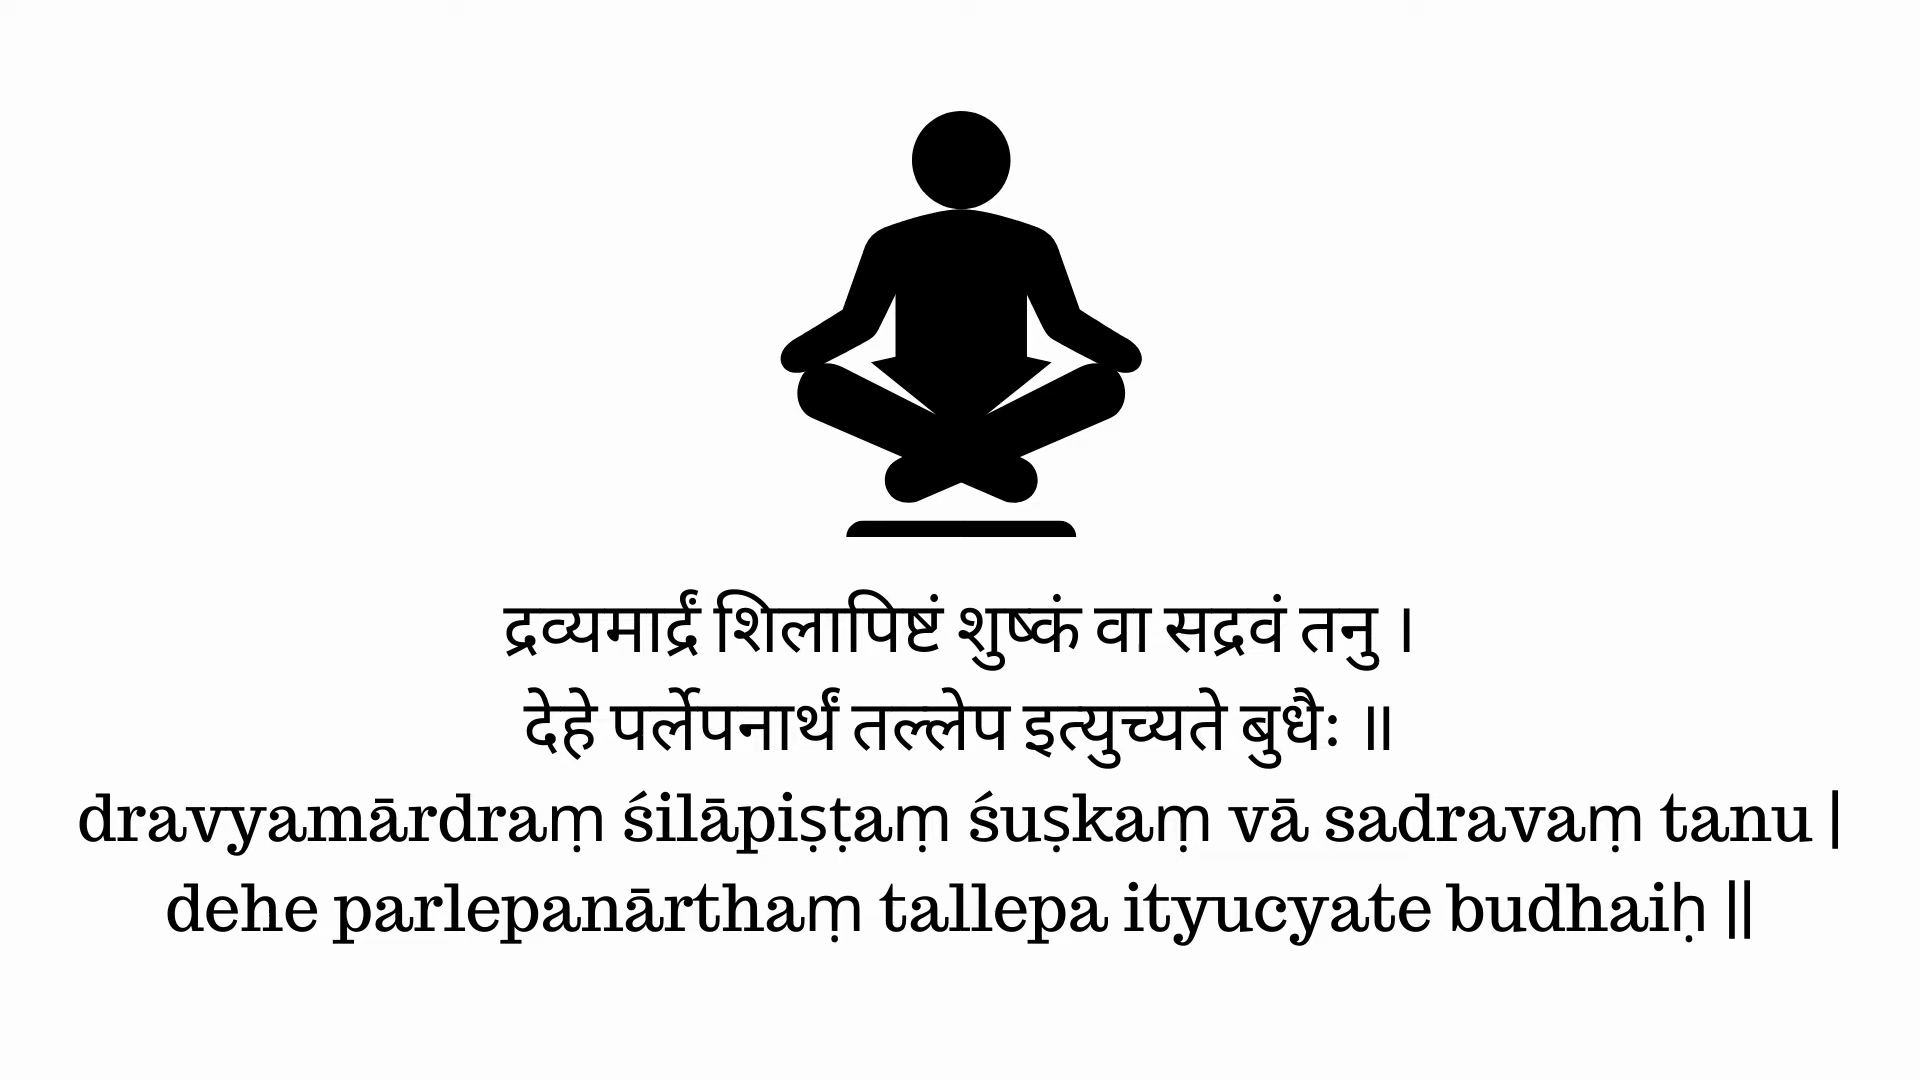 द्रव्यमार्द्रं शिलापिष्टं शुष्कं वा सद्रवं तनु ।
देहे पर्लेपनार्थं तल्लेप इत्युच्यते बुधैः ॥
dravyamārdraṃ śilāpiṣṭaṃ śuṣkaṃ vā sadravaṃ tanu |
dehe parlepanārthaṃ tallepa ityucyate budhaiḥ ||